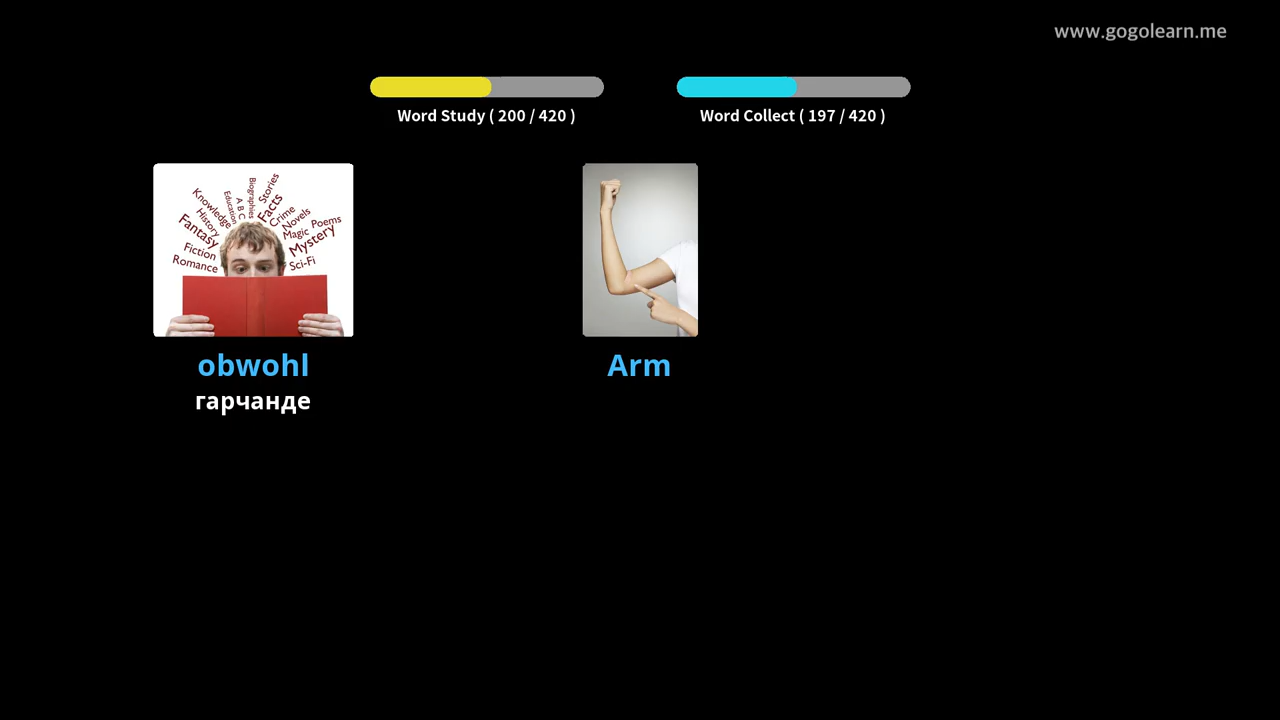 www.gogolearn.me
Word Study ( 200 / 420 )
Word Collect ( 197 / 420 )
Stories
Biographies
Facts
A B C
Education
Knowledge
Crime
History
Novels
Fantasy
Magic
Poems
Mystery
Fiction
Romance
Sci-Fi
obwohl
гарчанде
Arm